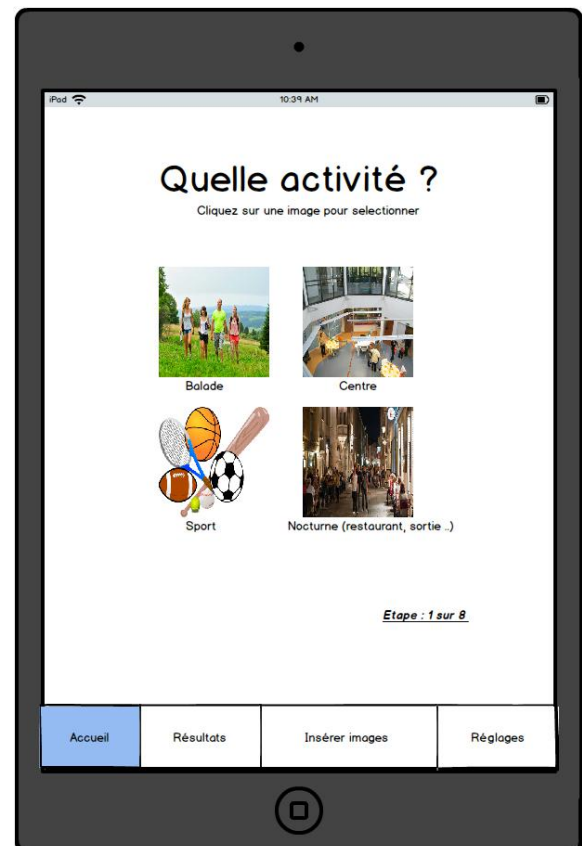 iPad
10:39 AM
Quelle activité ?
Cliquez sur une image pour selectionner
Balade
Centre
Sport
Nocturne (restaurant, sortie ..)
Etape : 1 sur 8
Accueil
Résultats
Insérer images
Réglages